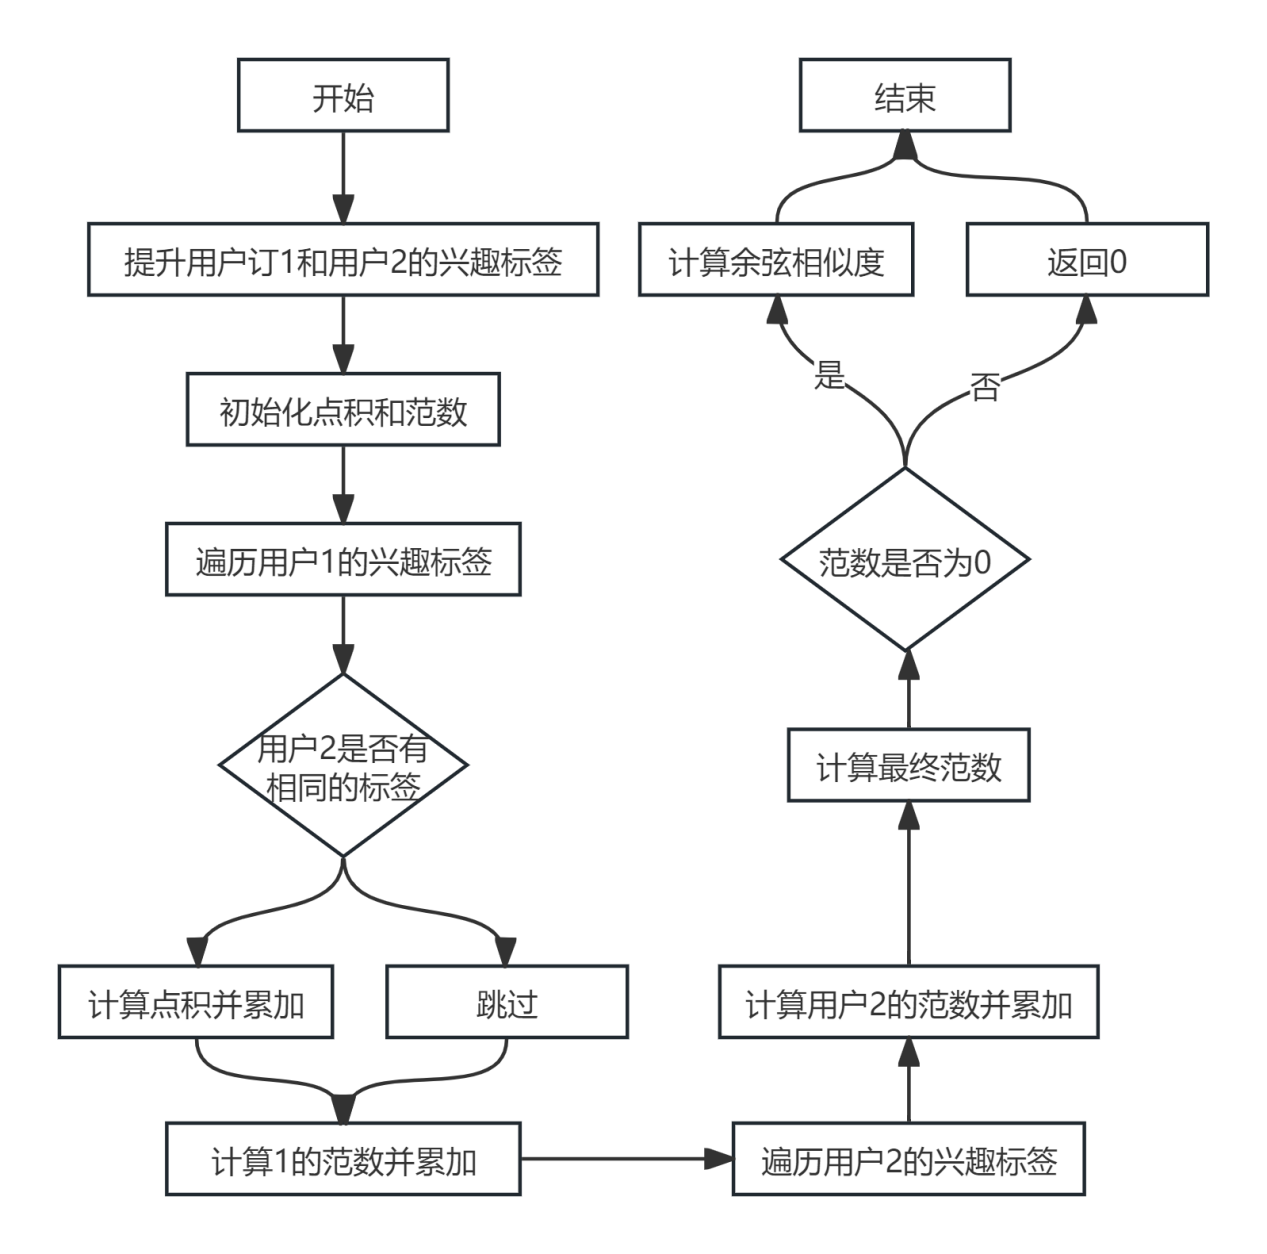 开始
提升用户订1和用户2的兴趣标签
初始化点积和范数
遍历用户1的兴趣标签
用户2是否有
相同的标签
计算点积并累加
跳过
计算1的范数并累加
遍历用户2的兴趣标签
计算用户2的范数并累加
计算最终范数
范数是否为0
是
否
计算余弦相似度
返回0
结束